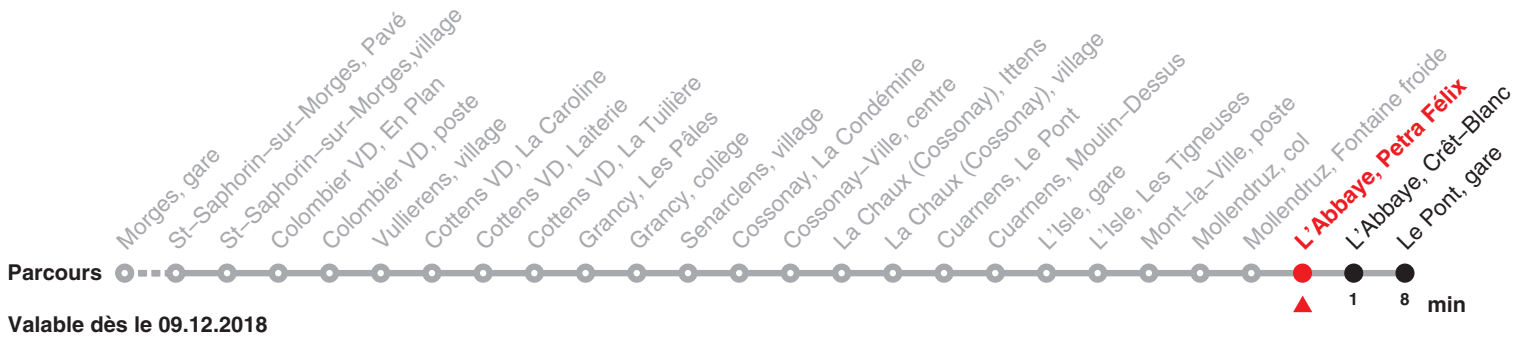 Morges, gare
St–Saphorin–sur–Morges, Pavé
St–Saphorin–sur–Morges,village
Colombier VD, En Plan
Colombier VD, poste
Vullierens, village
Cottens VD, La Caroline
Cottens VD, Laiterie
Cottens VD, La Tuilière
Grancy, Les Pâles
Grancy, collège
Senarclens, village
Cossonay, La Condémine
Cossonay–Ville, centre
La Chaux (Cossonay), Ittens
La Chaux (Cossonay), village
Cuarnens, Le Pont
Cuarnens, Moulin–Dessus
L'Isle, gare
L'Isle, Les Tigneuses
Mont–la–Ville, poste
Mollendruz, col
Mollendruz, Fontaine froide
L'Abbaye, Petra Félix
L'Abbaye, Crêt–Blanc
Le Pont, gare
Parcours
1 8 min
Valable dès le 09.12.2018